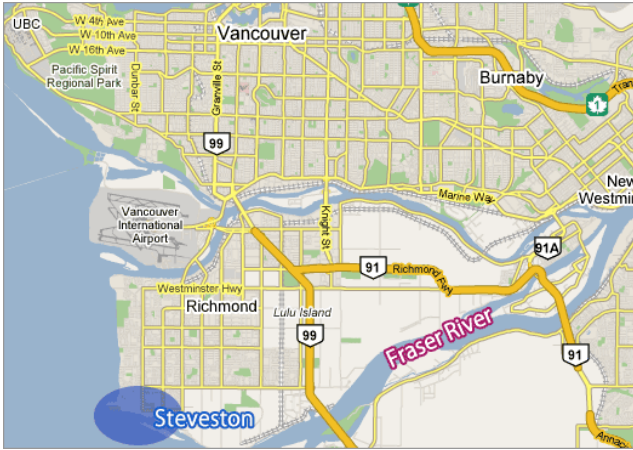 UBC
W 4th Ave
W 10th Ave
W 16th Ave
Vancouver
Pacific Spirit
Regional Park
Dunbar St
Granville St
Burnaby
1
99
New
Westmin
Marine Way
Vancouver
International
Airport
Knight St
91A
91
Richmond Fwy
Westminster Hwy
Richmond
Lulu Island
99
Fraser River
91
Steveston
Annac